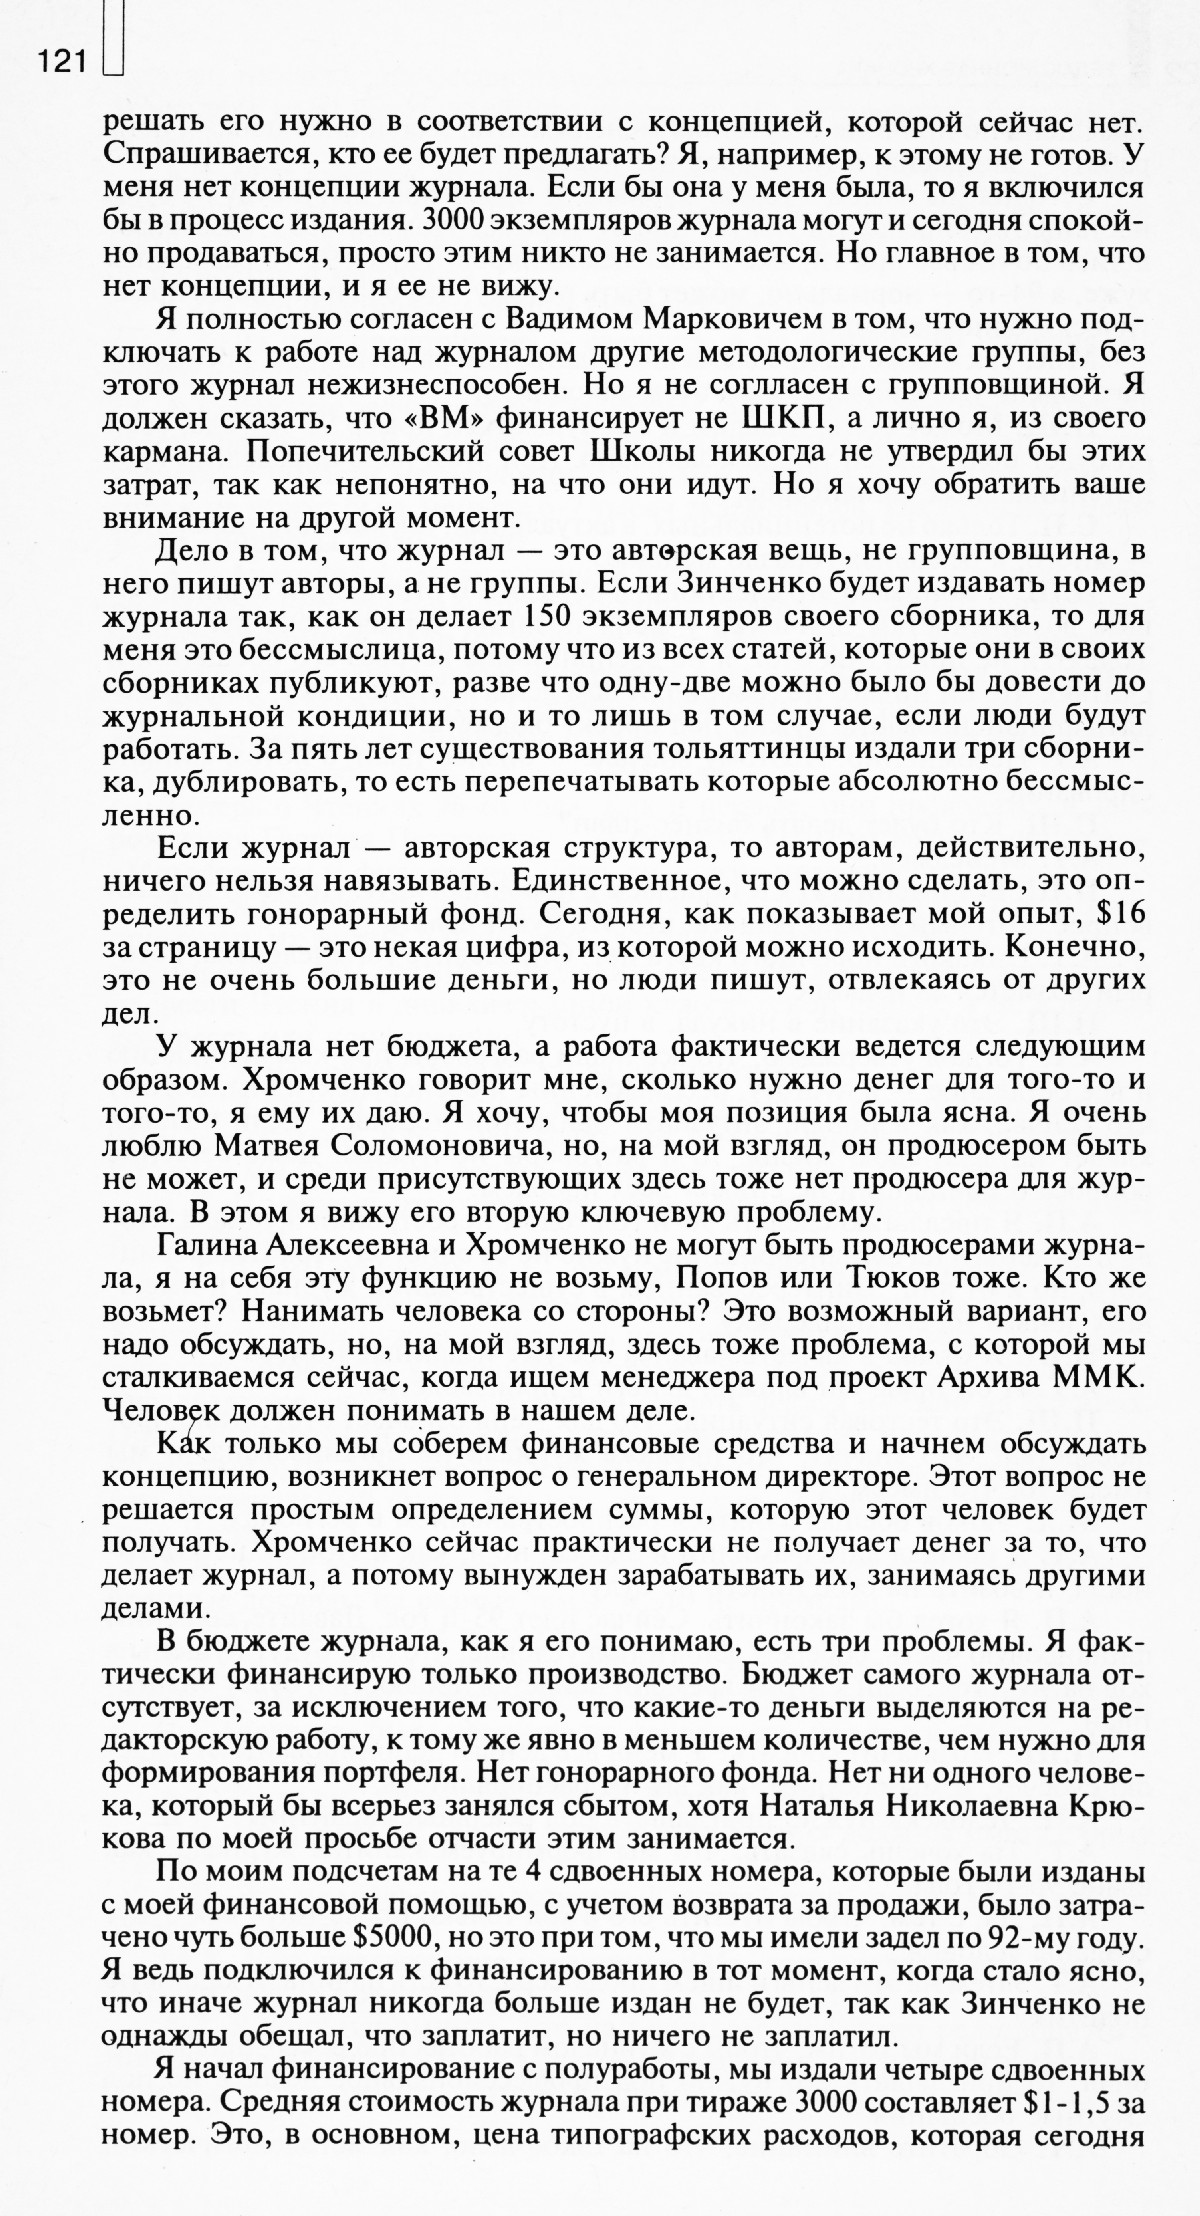 121
решать его нужно в соответствии с концепцией, которой сейчас нет.
Спрашивается, кто ее будет предлагать? Я, например, к этому не готов. У
меня нет концепции журнала. Если бы она у меня была, то я включился
бы в процесс издания. 3000 экземпляров журнала могут и сегодня спокой-
но продаваться, просто этим никто не занимается. Но главное в том, что
нет концепции, и я ее не вижу.
Я полностью согласен с Вадимом Марковичем в том, что нужно под-
ключать к работе над журналом другие методологические группы, без
этого журнал нежизнеспособен. Но я не соглласен с групповщиной. Я
должен сказать, что «ВМ» финансирует не ШКП, а лично я, из своего
кармана. Попечительский совет Школы никогда не утвердил бы этих
затрат, так как непонятно, на что они идут. Но я хочу обратить ваше
внимание на другой момент.
Дело в том, что журнал — это авторская вещь, не групповщина, в
него пишут авторы, а не группы. Если Зинченко будет издавать номер
журнала так, как он делает 150 экземпляров своего сборника, то для
меня это бессмыслица, потому что из всех статей, которые они в своих
сборниках публикуют, разве что одну-две можно было бы довести до
журнальной кондиции, но и то лишь в том случае, если люди будут
работать. За пять лет существования тольяттинцы издали три сборни-
ка, дублировать, то есть перепечатывать которые абсолютно бессмыс-
ленно.
Если журнал — авторская структура, то авторам, действительно,
ничего нельзя навязывать. Единственное, что можно сделать, это оп-
ределить гонорарный фонд. Сегодня, как показывает мой опыт, $16
за страницу — это некая цифра, из которой можно исходить. Конечно,
это не очень большие деньги, но люди пишут, отвлекаясь от других
дел.
У журнала нет бюджета, а работа фактически ведется следующим
образом. Хромченко говорит мне, сколько нужно денег для того-то и
того-то, я ему их даю. Я хочу, чтобы моя позиция была ясна. Я очень
люблю Матвея Соломоновича, но, на мой взгляд, он продюсером быть
не может, и среди присутствующих здесь тоже нет продюсера для жур-
нала. В этом я вижу его вторую ключевую проблему.
Галина Алексеевна и Хромченко не могут быть продюсерами журна-
ла, я на себя эту функцию не возьму, Попов или Тюков тоже. Кто же
возьмет? Нанимать человека со стороны? Это возможный вариант, его
надо обсуждать, но, на мой взгляд, здесь тоже проблема, с которой мы
сталкиваемся сейчас, когда ищем менеджера под проект Архива ММК.
Человек должен понимать в нашем деле.
Как только мы соберем финансовые средства и начнем обсуждать
концепцию, возникнет вопрос о генеральном директоре. Этот вопрос не
решается простым определением суммы, которую этот человек будет
получать. Хромченко сейчас практически не получает денег за то, что
делает журнал, а потому вынужден зарабатывать их, занимаясь другими
делами.
В бюджете журнала, как я его понимаю, есть три проблемы. Я фак-
тически финансирую только производство. Бюджет самого журнала от-
сутствует, за исключением того, что какие-то деньги выделяются на ре-
дакторскую работу, к тому же явно в меньшем количестве, чем нужно для
формирования портфеля. Нет гонорарного фонда. Нет ни одного челове-
ка, который бы всерьез занялся сбытом, хотя Наталья Николаевна Крю-
кова по моей просьбе отчасти этим занимается.
По моим подсчетам на те 4 сдвоенных номера, которые были изданы
с моей финансовой помощью, с учетом возврата за продажи, было затра-
чено чуть больше $5000, но это при том, что мы имели задел по 92-му году.
Я ведь подключился к финансированию в тот момент, когда стало ясно,
что иначе журнал никогда больше издан не будет, так как Зинченко не
однажды обещал, что заплатит, но ничего не заплатил.
Я начал финансирование с полуработы, мы издали четыре сдвоенных
номера. Средняя стоимость журнала при тираже 3000 составляет $1-1,5 за
номер. Это, в основном, цена типографских расходов, которая сегодня